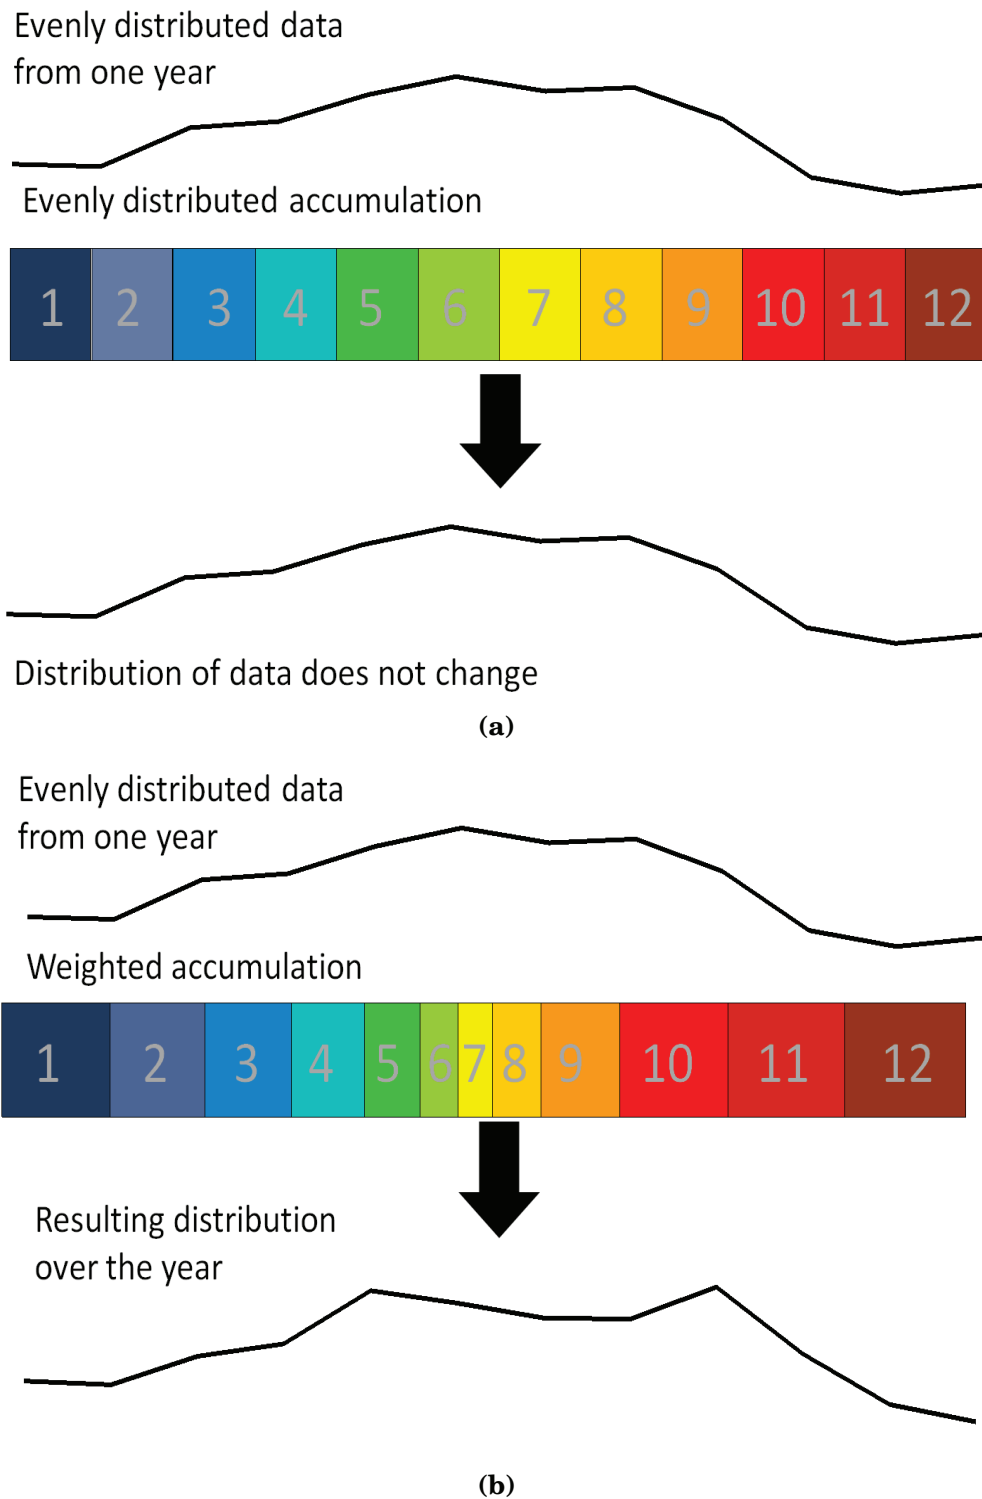 Evenly distributed data
from one year
Evenly distributed accumulation
1 2 3 4 5 6 7 8 9 10 11 12
Distribution of data does not change
(a)
Evenly distributed data
from one year
Weighted accumulation
1 2 3 4 5 6 7 8 9 10 11 12
Resulting distribution
over the year
(b)